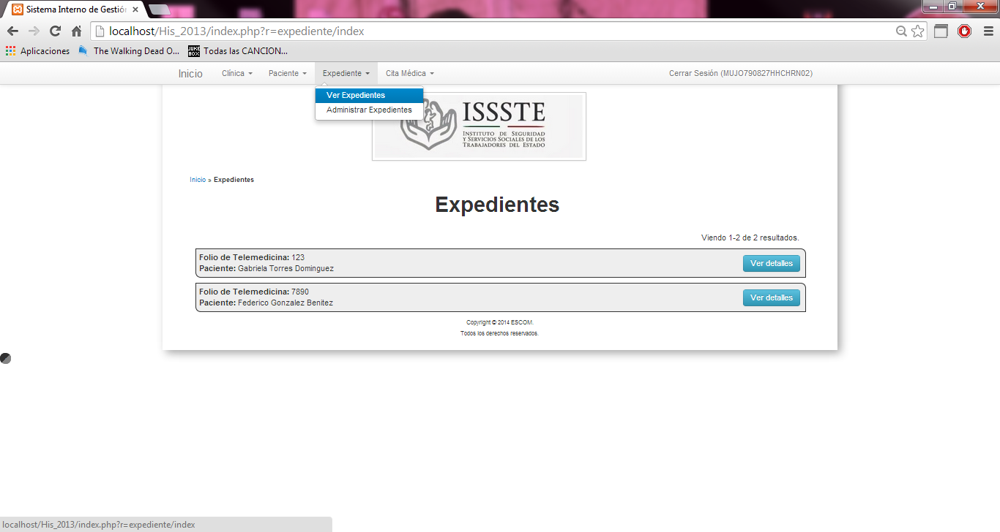 Sistema Interno de Gestión
localhost/His_2013/index.php?r=expediente/index
Aplicaciones The Walking Dead O... JUKE BOX Todas las CANCION...
Inicio Clínica Paciente Expediente Cita Médica Cerrar Sesión (MUJO790827HHCHRN02)
Ver Expedientes
Administrar Expedientes
ISSSTE
INSTITUTO DE SEGURIDAD
Y SERVICIOS SOCIALES DE LOS
TRABAJADORES DEL ESTADO
Inicio » Expedientes
Expedientes
Viendo 1-2 de 2 resultados.
Folio de Telemedicina: 123
Paciente: Gabriela Torres Dominguez
Ver detalles
Folio de Telemedicina: 7890
Paciente: Federico Gonzalez Benitez
Ver detalles
Copyright © 2014 ESCOM.
Todos los derechos reservados.
localhost/His_2013/index.php?r=expediente/index